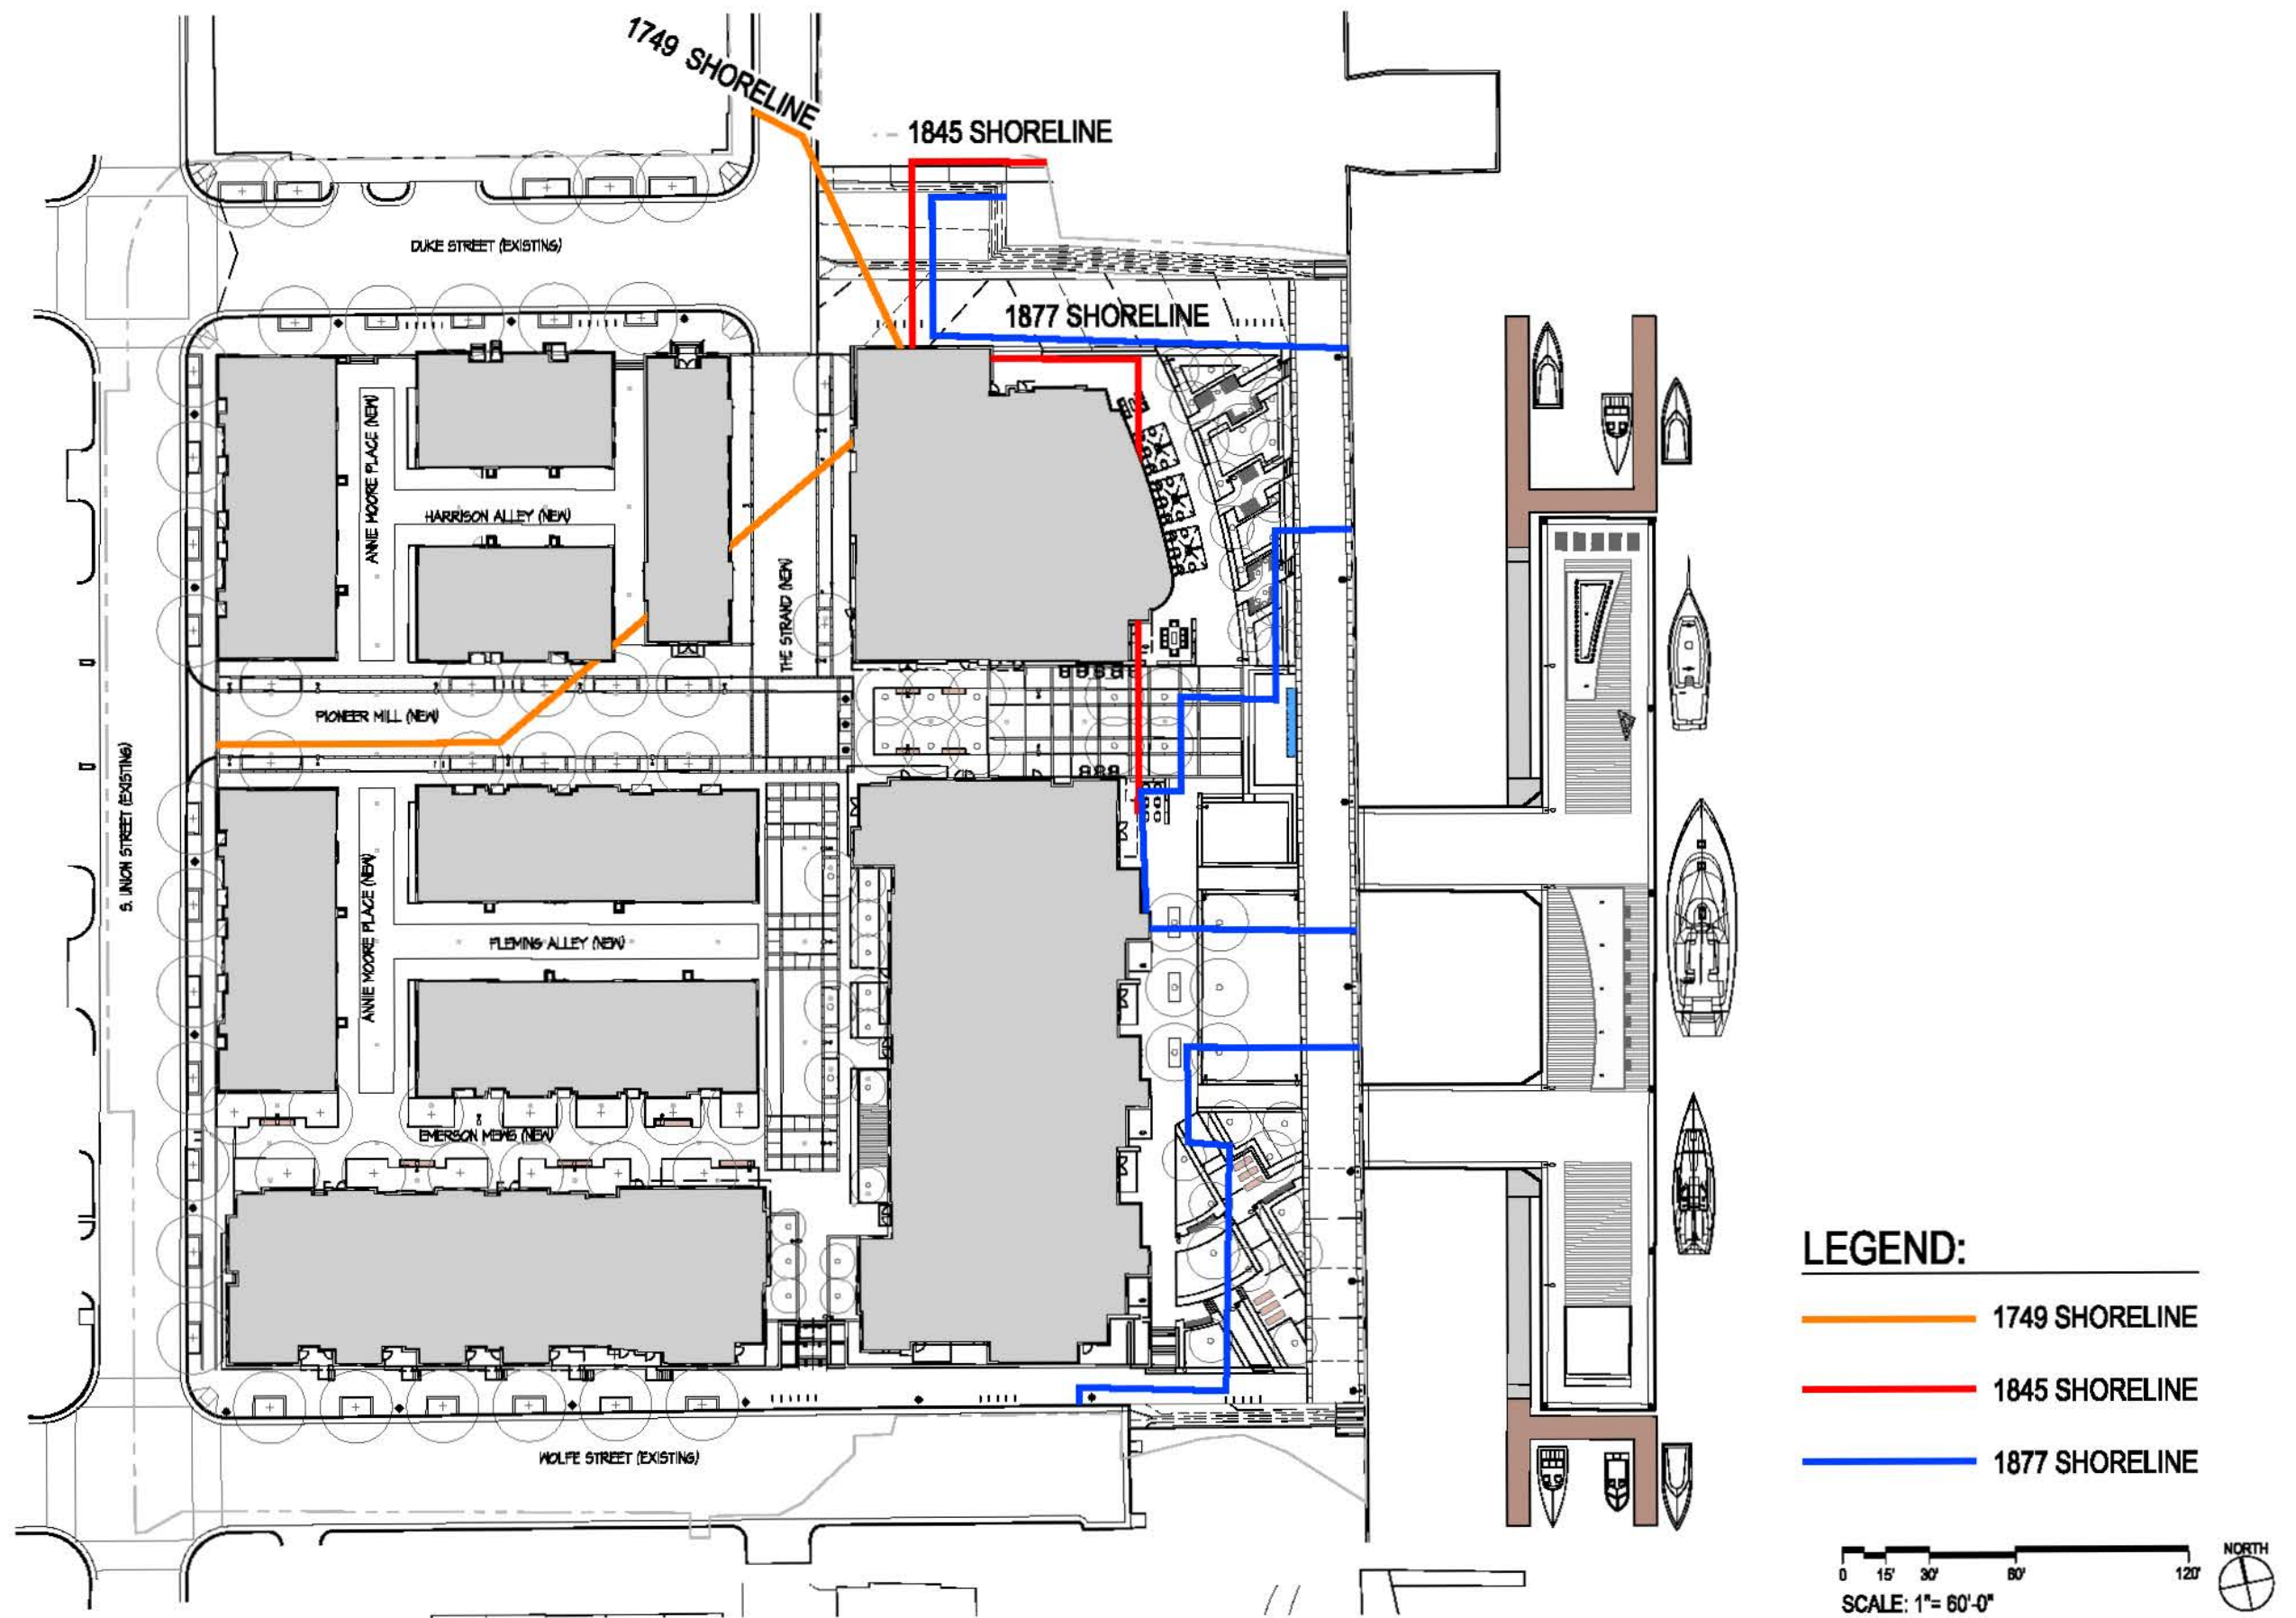 1749 SHORELINE
1845 SHORELINE
DUKE STREET (EXISTING)
1877 SHORELINE
ANNIE MOORE PLACE (NEW)
HARRISON ALLEY (NEW)
THE STRAND (NEW)
PIONEER MILL (NEW)
S. UNION STREET (EXISTING)
ANNIE MOORE PLACE (NEW)
FLEMING ALLEY (NEW)
EMERSON MEWS (NEW)
WOLFE STREET (EXISTING)
LEGEND:
1749 SHORELINE
1845 SHORELINE
1877 SHORELINE
0 15' 30' 60' 120'
SCALE: 1"= 60'-0"
NORTH